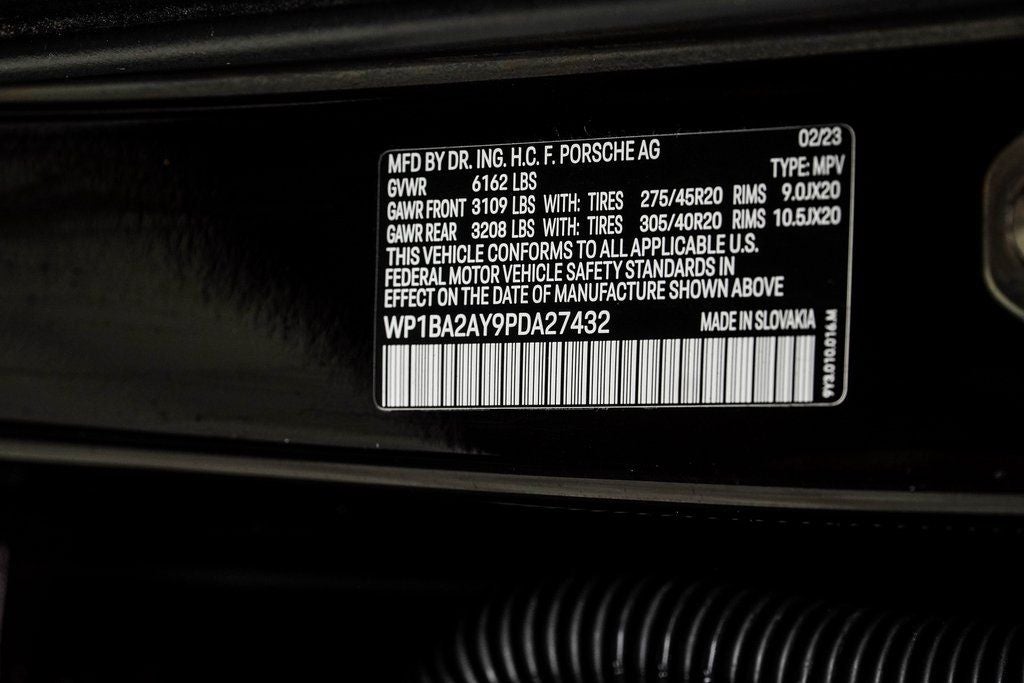 02/23
MFD BY DR. ING. H.C. F. PORSCHE AG
TYPE: MPV
GVWR 6162 LBS
GAWR FRONT 3109 LBS WITH: TIRES 275/45R20 RIMS 9.0JX20
GAWR REAR 3208 LBS WITH: TIRES 305/40R20 RIMS 10.5JX20
THIS VEHICLE CONFORMS TO ALL APPLICABLE U.S.
FEDERAL MOTOR VEHICLE SAFETY STANDARDS IN
EFFECT ON THE DATE OF MANUFACTURE SHOWN ABOVE
WP1BA2AY9PDA27432 MADE IN SLOVAKIA
9Y3.010.016.M